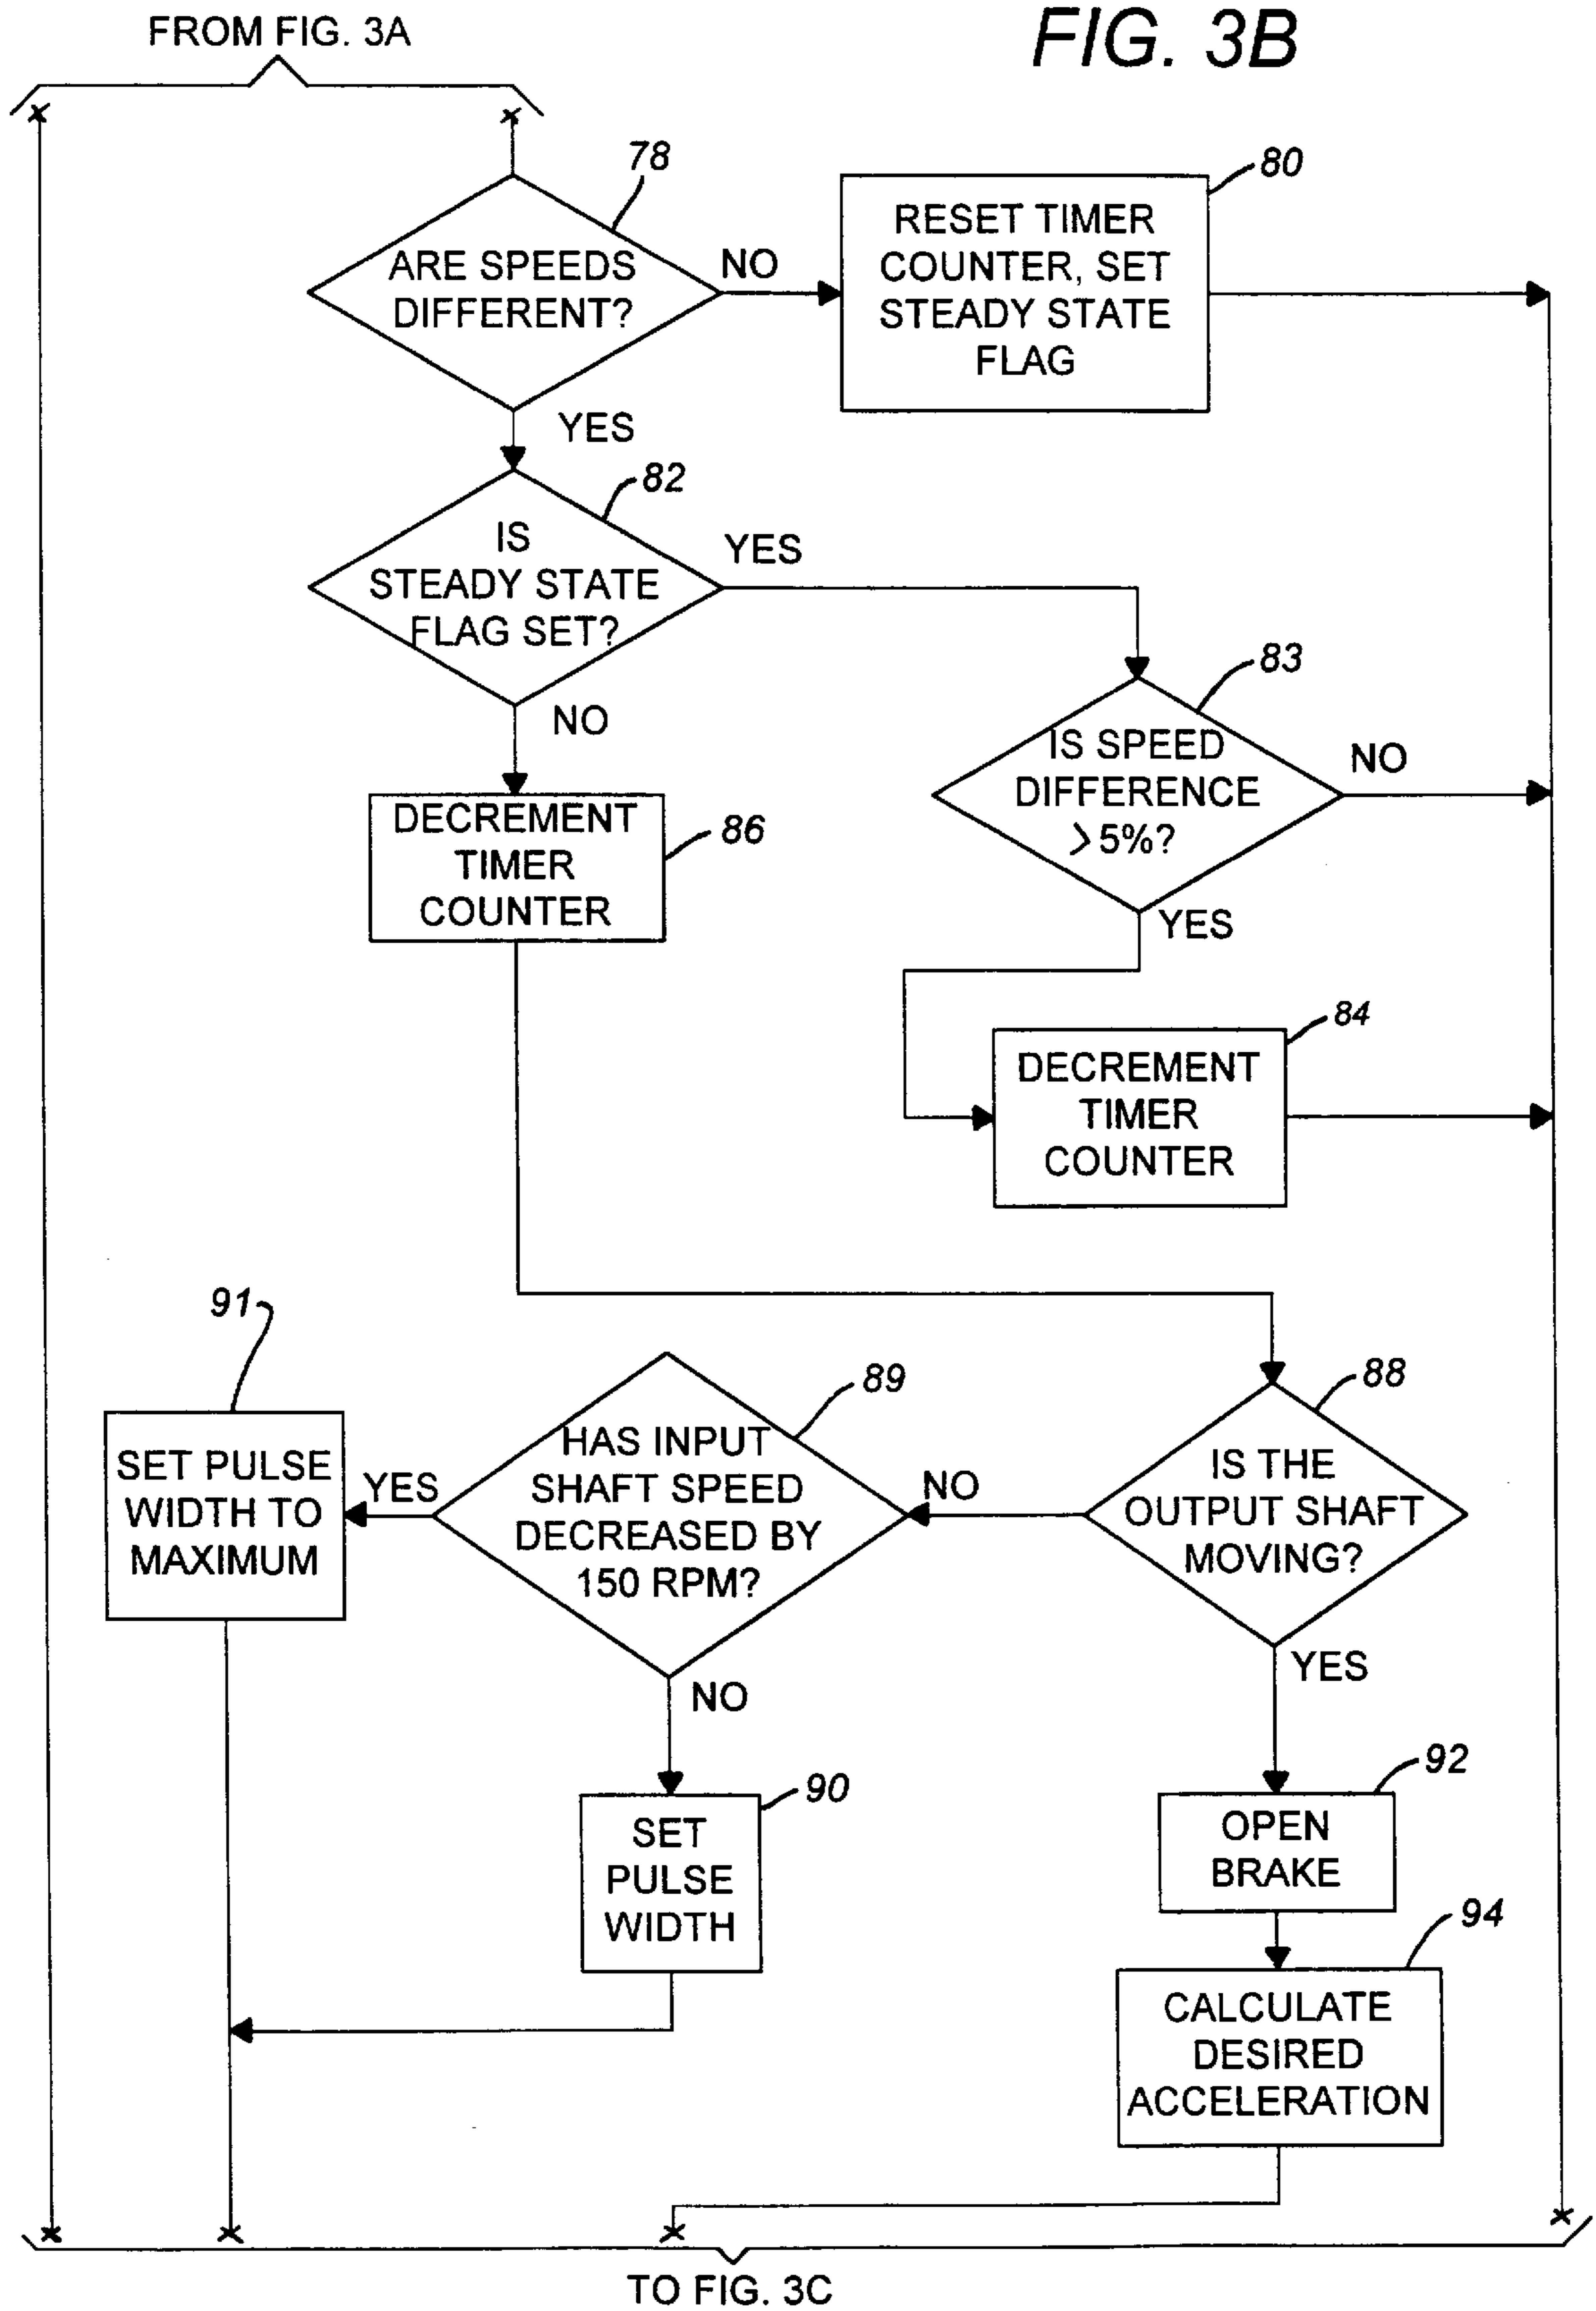 FROM FIG. 3A
FIG. 3B
78
80
ARE SPEEDS
DIFFERENT?
NO
RESET TIMER
COUNTER, SET
STEADY STATE
FLAG
YES
82
IS
STEADY STATE
FLAG SET?
YES
NO
83
IS SPEED
DIFFERENCE
> 5%?
NO
YES
DECREMENT
TIMER
COUNTER
86
84
DECREMENT
TIMER
COUNTER
91
SET PULSE
WIDTH TO
MAXIMUM
YES
89
HAS INPUT
SHAFT SPEED
DECREASED BY
150 RPM?
NO
88
IS THE
OUTPUT SHAFT
MOVING?
NO
YES
90
SET
PULSE
WIDTH
92
OPEN
BRAKE
94
CALCULATE
DESIRED
ACCELERATION
TO FIG. 3C